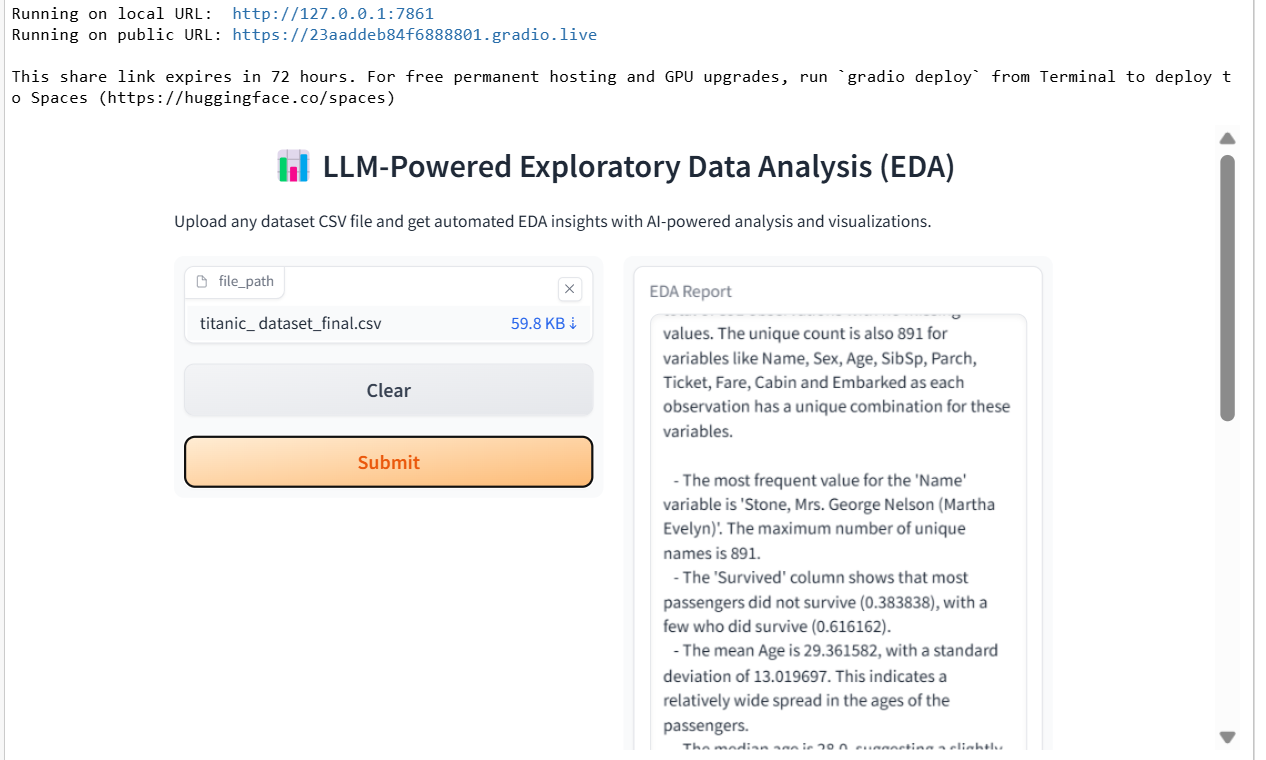 Running on local URL:  http://127.0.0.1:7861
Running on public URL: https://23aaddeb84f6888801.gradio.live
This share link expires in 72 hours. For free permanent hosting and GPU upgrades, run `gradio deploy` from Terminal to deploy t
o Spaces (https://huggingface.co/spaces)
LLM-Powered Exploratory Data Analysis (EDA)
Upload any dataset CSV file and get automated EDA insights with AI-powered analysis and visualizations.
file_path
titanic_ dataset_final.csv 59.8 KB ↓
Clear
Submit
EDA Report
values. The unique count is also 891 for
variables like Name, Sex, Age, SibSp, Parch,
Ticket, Fare, Cabin and Embarked as each
observation has a unique combination for these
variables.
- The most frequent value for the 'Name'
variable is 'Stone, Mrs. George Nelson (Martha
Evelyn)'. The maximum number of unique
names is 891.
- The 'Survived' column shows that most
passengers did not survive (0.383838), with a
few who did survive (0.616162).
- The mean Age is 29.361582, with a standard
deviation of 13.019697. This indicates a
relatively wide spread in the ages of the
passengers.
- The median age is 28.0, suggesting a slightly